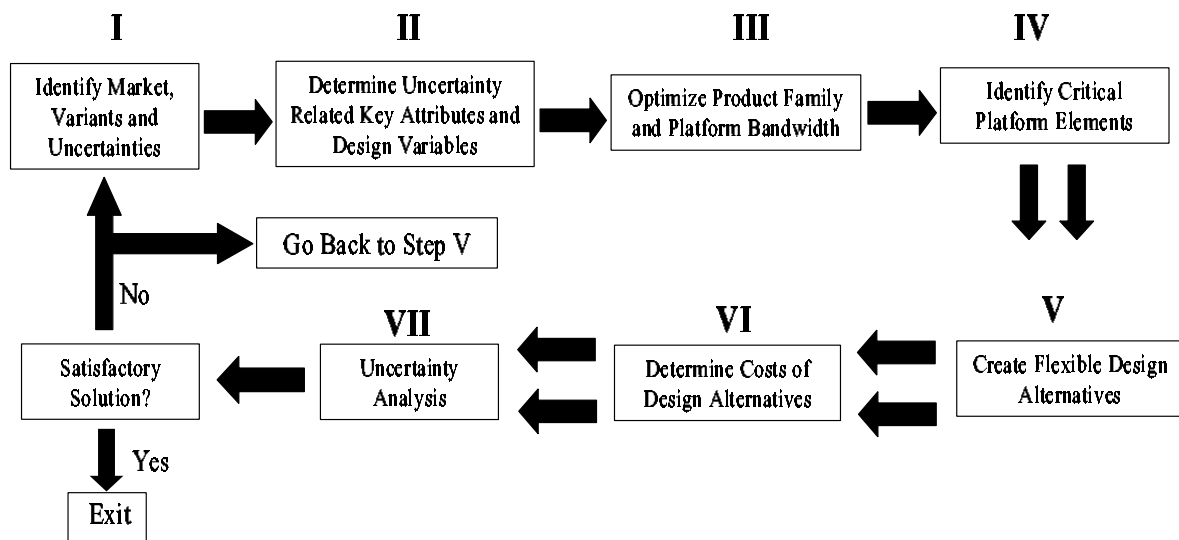 I
II
III
IV
Identify Market,
Variants and
Uncertainties
Determine Uncertainty
Related Key Attributes and
Design Variables
Optimize Product Family
and Platform Bandwidth
Identify Critical
Platform Elements
Go Back to Step V
No
VII
VI
V
Satisfactory
Solution?
Uncertainty
Analysis
Determine Costs of
Design Alternatives
Create Flexible Design
Alternatives
Yes
Exit